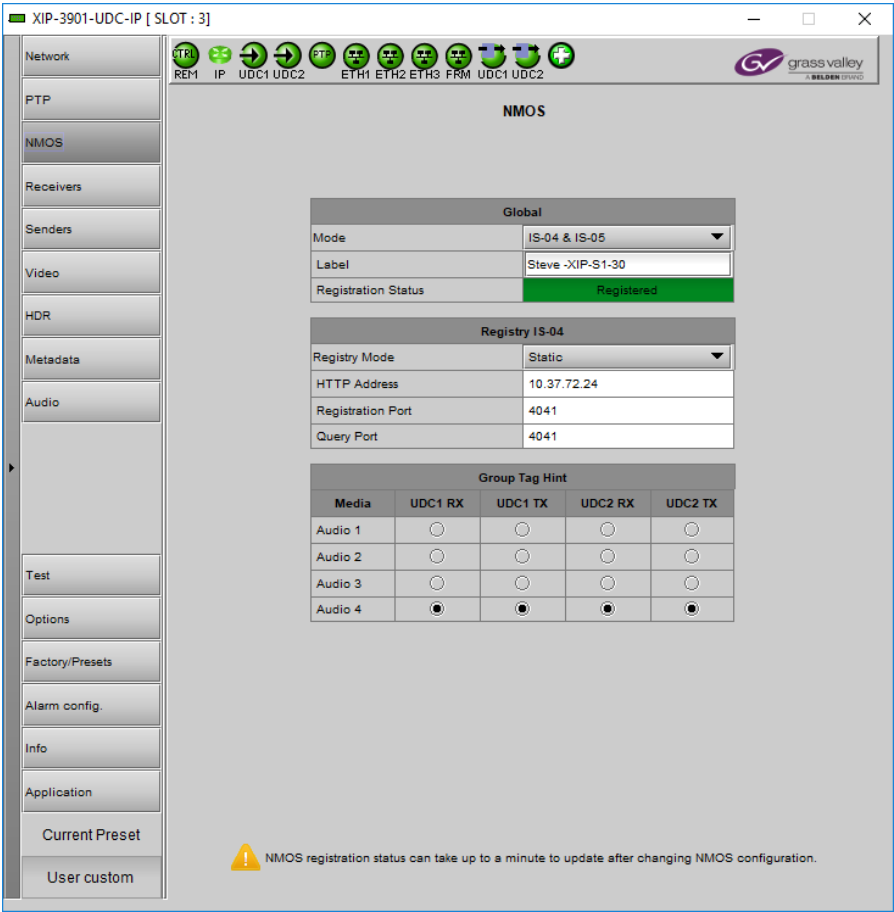 XIP-3901-UDC-IP [ SLOT : 3]
Network
PTP
NMOS
Receivers
Senders
Video
HDR
Metadata
Audio
Test
Options
Factory/Presets
Alarm config.
Info
Application
Current Preset
User custom
CTRL PTP
REM IP UDC1 UDC2 ETH1 ETH2 ETH3 FRM UDC1 UDC2
GV grass valley
A BELDEN BRAND
NMOS
Global
Mode IS-04 & IS-05
Label Steve -XIP-S1-30
Registration Status Registered
Registry IS-04
Registry Mode Static
HTTP Address 10.37.72.24
Registration Port 4041
Query Port 4041
Group Tag Hint
Media UDC1 RX UDC1 TX UDC2 RX UDC2 TX
Audio 1
Audio 2
Audio 3
Audio 4
NMOS registration status can take up to a minute to update after changing NMOS configuration.